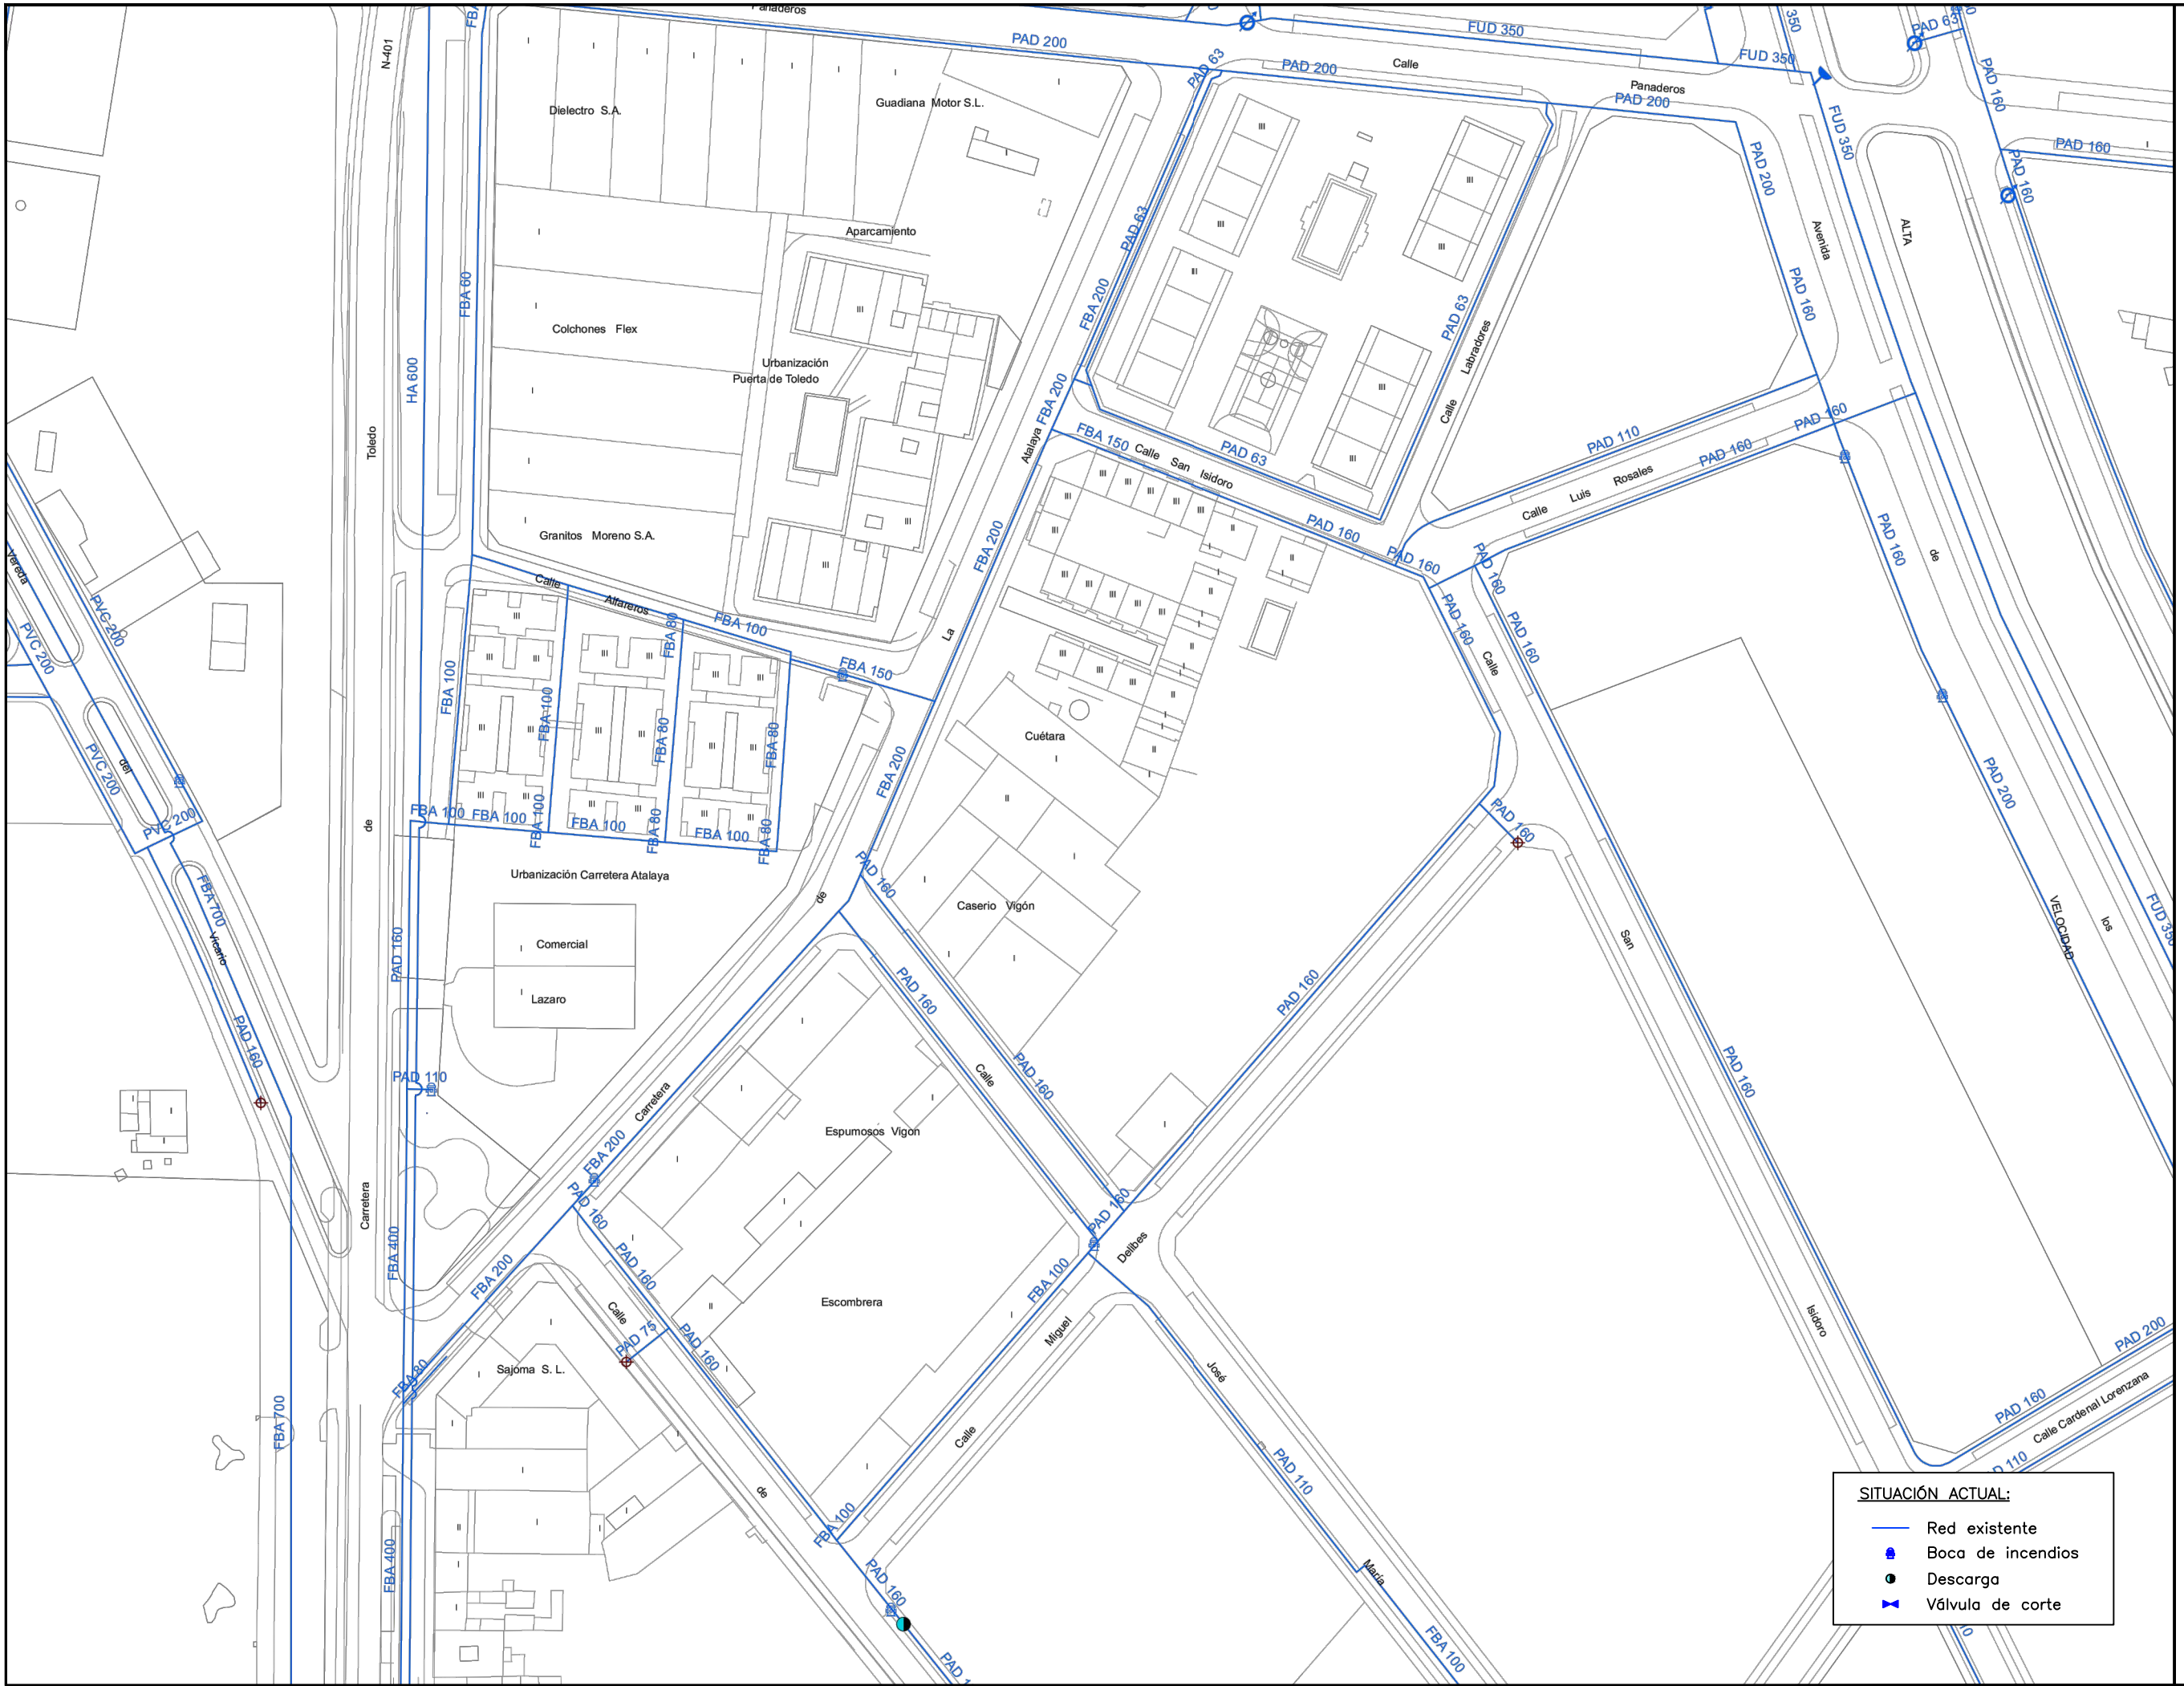 Panaderos
FUD 350
PAD 63
350
N-401
PAD 200
PAD 63
PAD 200
Calle
FUD 350
PAD 160
Dielectro S.A.
Guadiana Motor S.L.
Panaderos
PAD 200
FUD 350
PAD 160
PAD 200
PAD 160
PAD 63
Avenida
ALTA
Aparcamiento
FBA 60
FBA 200
PAD 160
PAD 63
Colchones Flex
HA 600
Urbanización
Puerta de Toledo
Labradores
Calle
FBA 200
Atalaya
Toledo
FBA 150
Calle San Isidoro
PAD 63
PAD 110
PAD 160
PAD 160
Luis Rosales
Calle
Granitos Moreno S.A.
FBA 200
PAD 160
PAD 160
PAD 160
PAD 160
de
Vereda
PVC 200
PVC 200
Calle
Alfareros
FBA 100
FBA 80
FBA 150
La
PAD 160
PAD 160
Calle
FBA 100
FBA 100
FBA 80
FBA 80
Cuétara
FBA 200
PVC 200
del
PVC 200
PAD 200
PAD 160
FBA 100
FBA 100
FBA 100
FBA 100
FBA 80
FBA 100
FBA 80
de
Urbanización Carretera Atalaya
PAD 160
de
Caserio Vigón
FBA 700
Vicario
VELOCIDAD
los
FUD 350
San
PAD 160
Comercial
Lazaro
PAD 160
PAD 160
PAD 160
PAD 110
Calle
PAD 160
PAD 160
Carretera
Espumosos Vigon
FBA 200
PAD 160
Carretera
PAD 160
Delibes
FBA 400
FBA 200
PAD 160
FBA 100
Escombrera
Calle
PAD 75
PAD 160
Miguel
Isidoro
FBA 80
Sajoma S. L.
José
PAD 200
PAD 160
Calle Cardenal Lorenzana
FBA 700
Calle
PAD 110
D 110
de
FBA 100
FBA 400
PAD 160
María
FBA 100
PAD 1
SITUACIÓN ACTUAL:
Red existente
Boca de incendios
Descarga
Válvula de corte